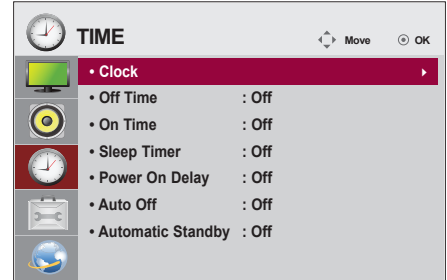 TIME Move OK
• Clock
• Off Time : Off
• On Time : Off
• Sleep Timer : Off
• Power On Delay : Off
• Auto Off : Off
• Automatic Standby : Off